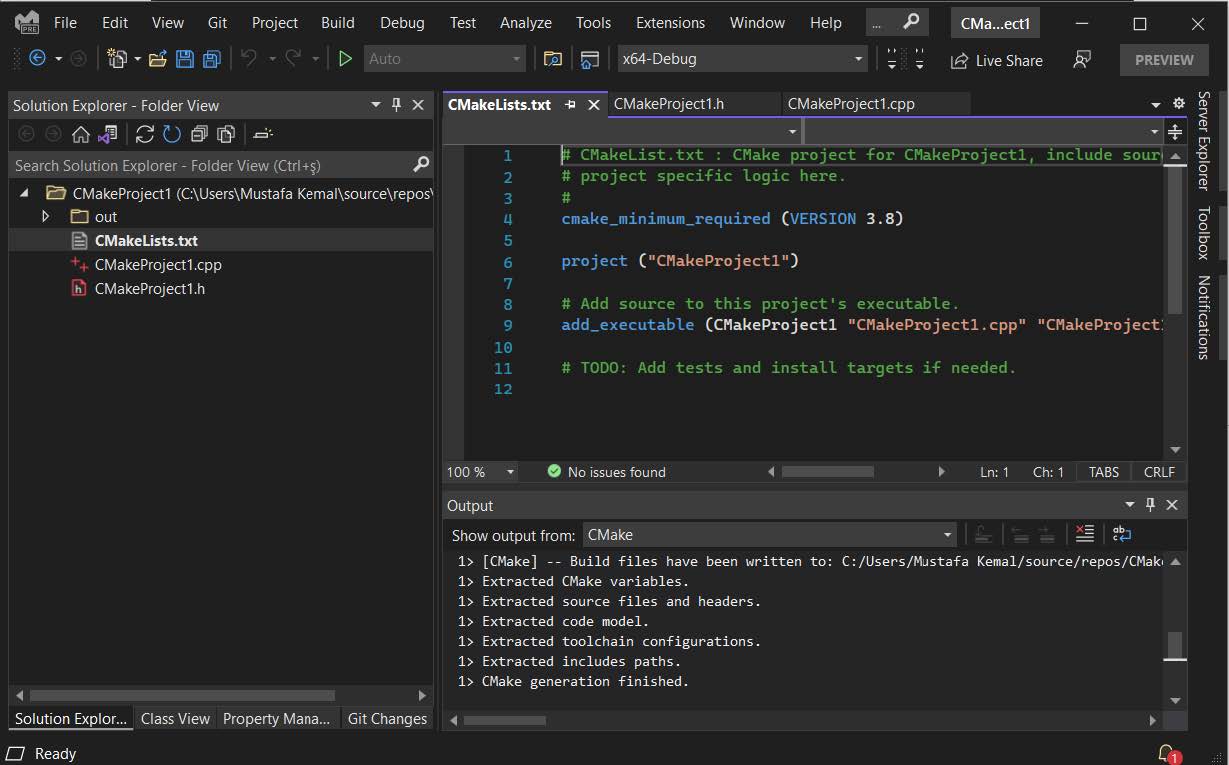 PRE File Edit View Git Project Build Debug Test Analyze Tools Extensions Window Help ... CMa...ect1
Auto x64-Debug Live Share PREVIEW
Solution Explorer - Folder View
Search Solution Explorer - Folder View (Ctrl+ş)
CMakeProject1 (C:\Users\Mustafa Kemal\source\repos\
out
CMakeLists.txt
CMakeProject1.cpp
CMakeProject1.h
Solution Explor... Class View Property Mana... Git Changes
CMakeLists.txt CMakeProject1.h CMakeProject1.cpp
1 # CMakeList.txt : CMake project for CMakeProject1, include sour
2 # project specific logic here.
3 #
4 cmake_minimum_required (VERSION 3.8)
5
6 project ("CMakeProject1")
7
8 # Add source to this project's executable.
9 add_executable (CMakeProject1 "CMakeProject1.cpp" "CMakeProject1
10
11 # TODO: Add tests and install targets if needed.
12
100 % No issues found Ln: 1 Ch: 1 TABS CRLF
Output
Show output from: CMake
1> [CMake] -- Build files have been written to: C:/Users/Mustafa Kemal/source/repos/CMak
1> Extracted CMake variables.
1> Extracted source files and headers.
1> Extracted code model.
1> Extracted toolchain configurations.
1> Extracted includes paths.
1> CMake generation finished.
Server Explorer
Toolbox
Notifications
Ready 1